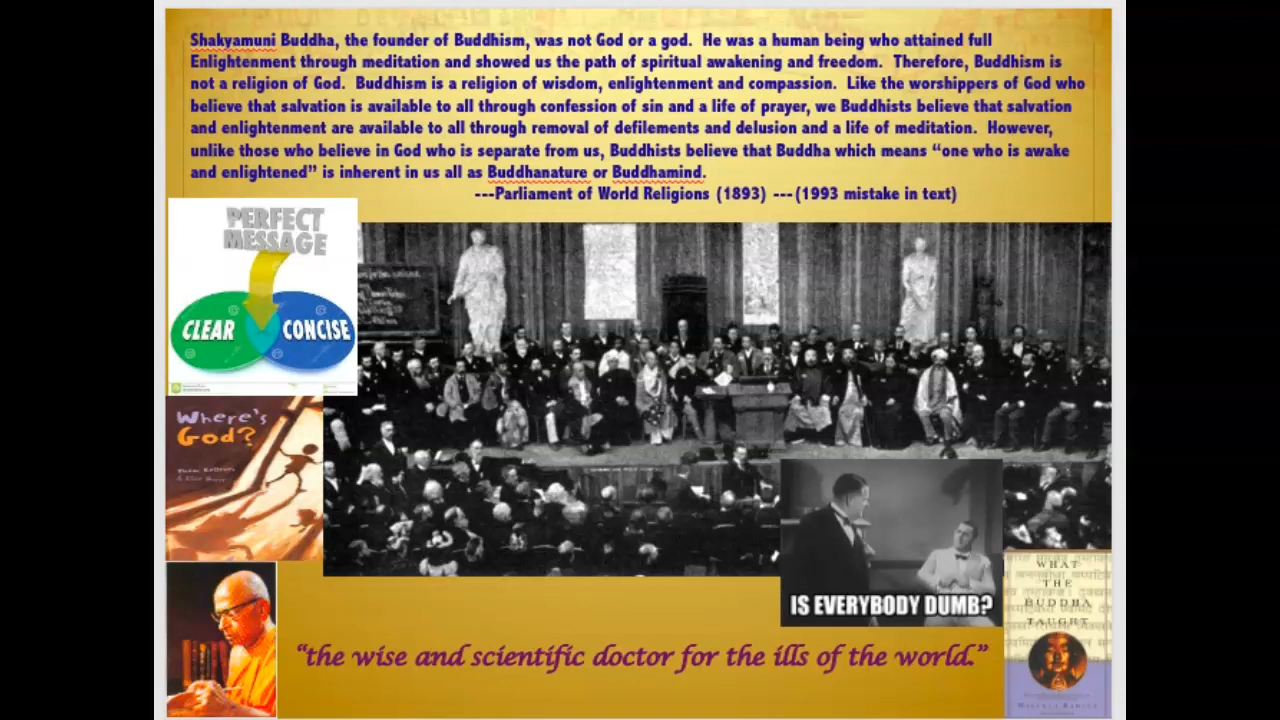 Shakyamuni Buddha, the founder of Buddhism, was not God or a god. He was a human being who attained full
Enlightenment through meditation and showed us the path of spiritual awakening and freedom. Therefore, Buddhism is
not a religion of God. Buddhism is a religion of wisdom, enlightenment and compassion. Like the worshippers of God who
believe that salvation is available to all through confession of sin and a life of prayer, we Buddhists believe that salvation
and enlightenment are available to all through removal of defilements and delusion and a life of meditation. However,
unlike those who believe in God who is separate from us, Buddhists believe that Buddha which means “one who is awake
and enlightened” is inherent in us all as Buddhanature or Buddhamind.
---Parliament of World Religions (1893) ---(1993 mistake in text)
PERFECT
MESSAGE
CLEAR
CONCISE
Where's
God?
IS EVERYBODY DUMB?
WHAT
THE
BUDDHA
TAUGHT
“the wise and scientific doctor for the ills of the world.”